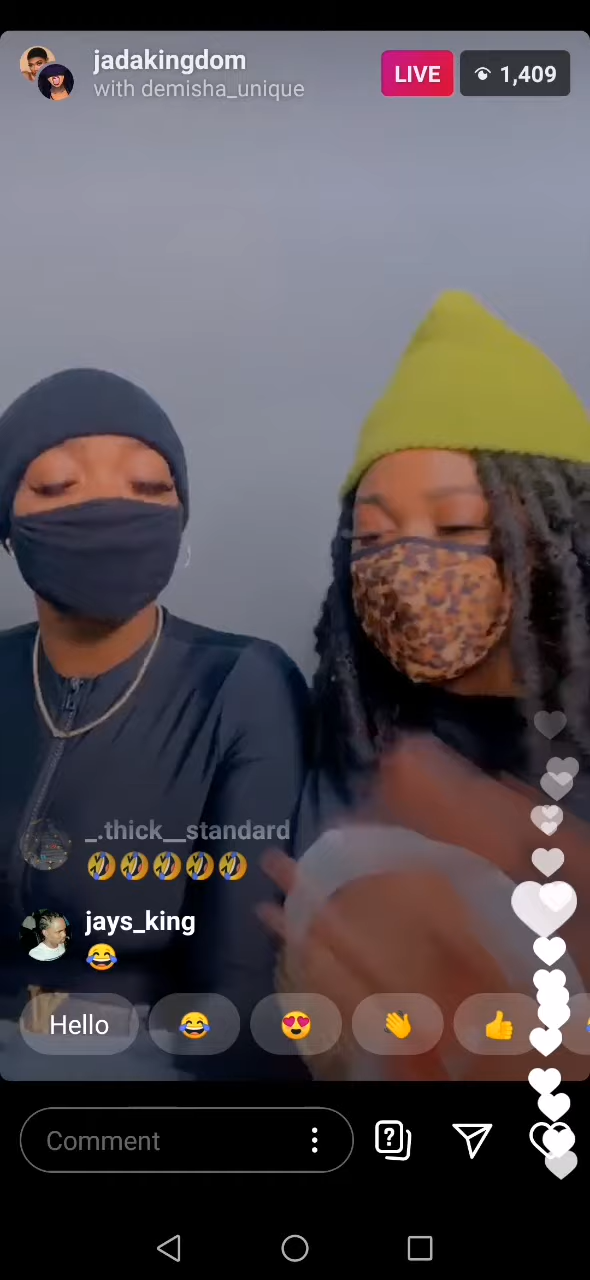 jadakingdom
with demisha_unique
LIVE
1,409
_.thick__standard
🤣🤣🤣🤣🤣
jays_king
😂
Hello
Comment